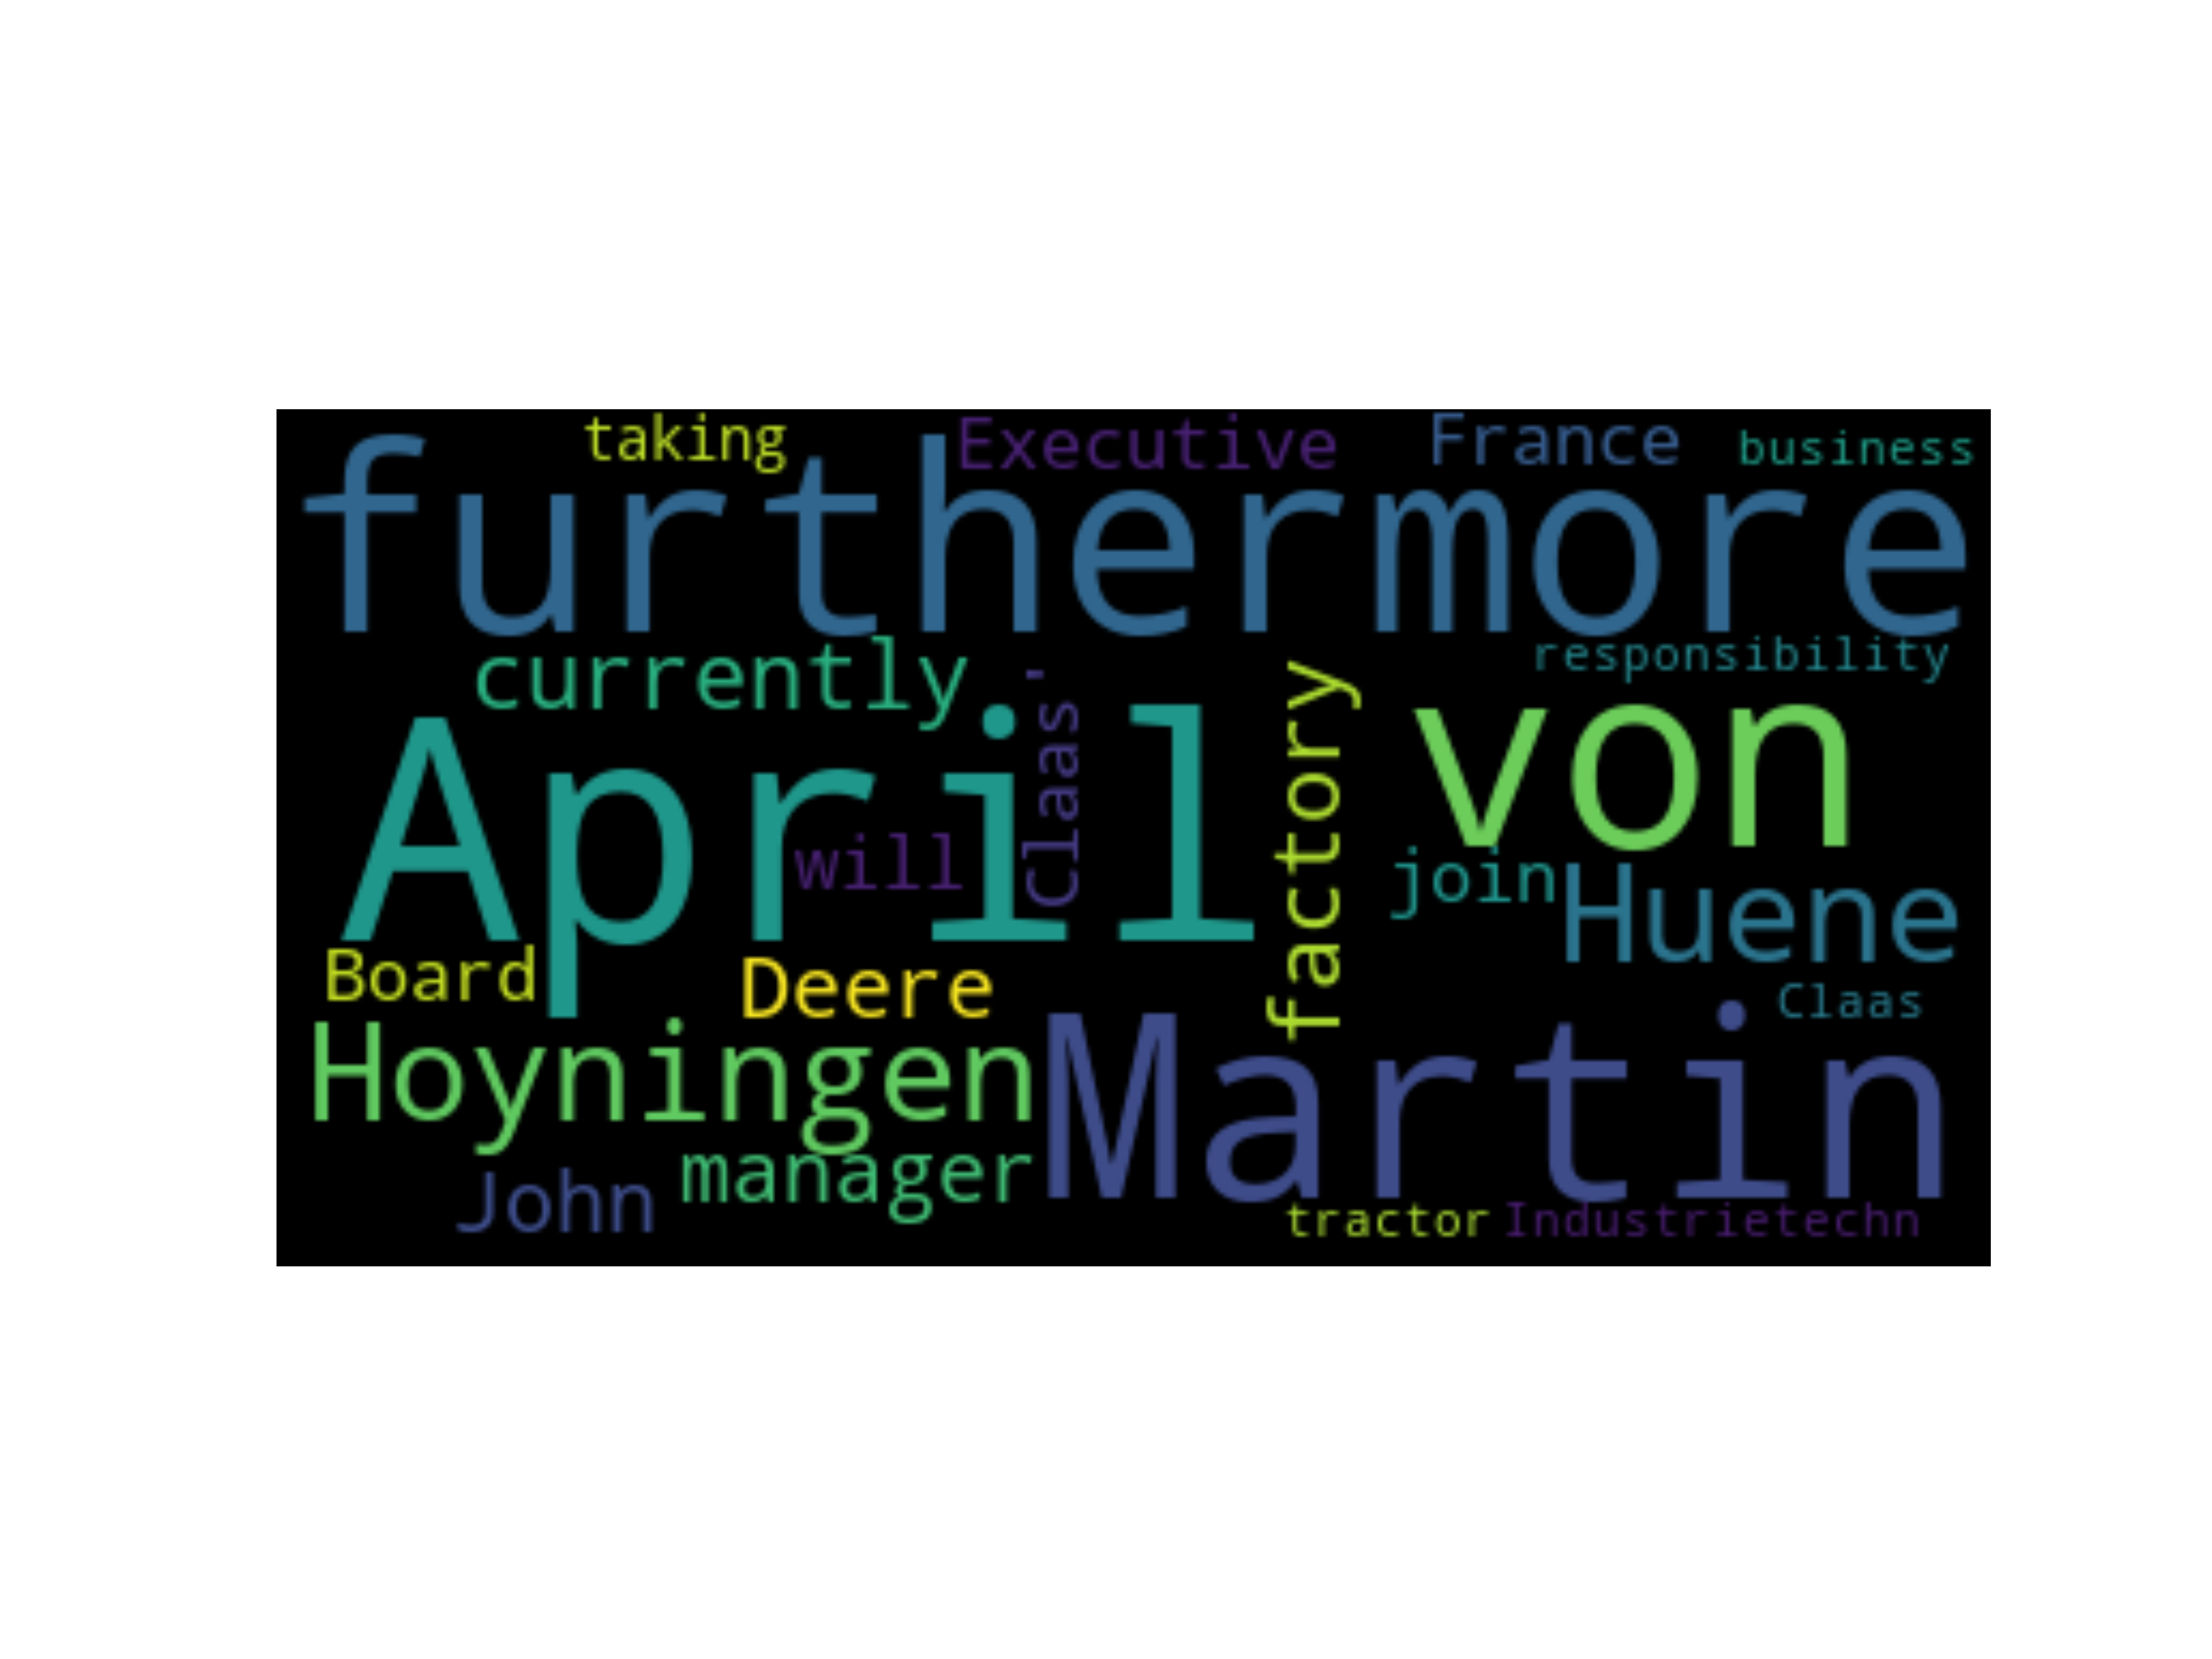 taking Executive France business
furthermore
currently responsibility
April Claas' factory von
will join Huene
Board Deere Claas
Hoyningen Martin
John manager
tractor Industrietechn